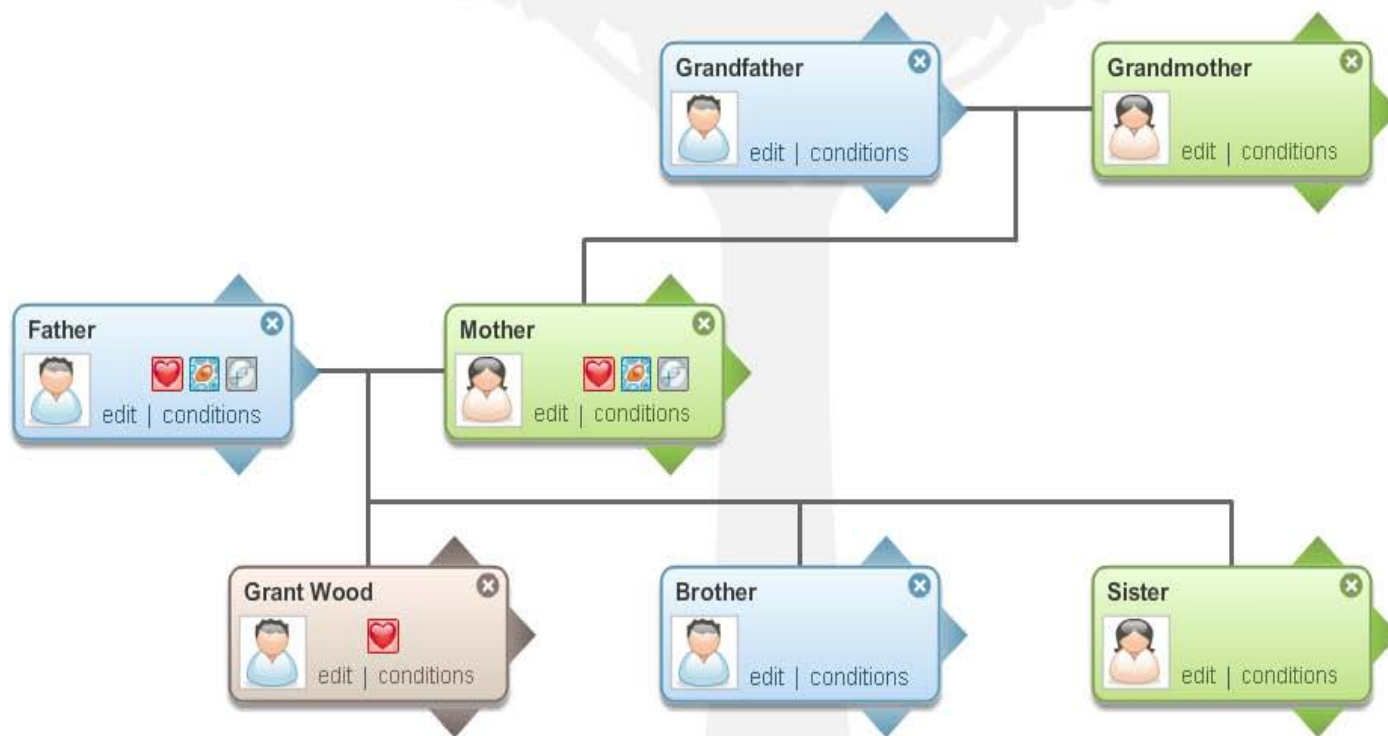 Grandfather
edit | conditions
Grandmother
edit | conditions
Father
edit | conditions
Mother
edit | conditions
Grant Wood
edit | conditions
Brother
edit | conditions
Sister
edit | conditions